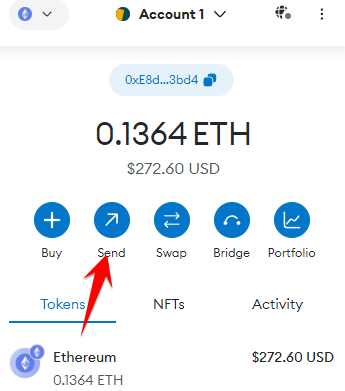 Account 1
0xE8d...3bd4
0.1364 ETH
$272.60 USD
Buy Send Swap Bridge Portfolio
Tokens NFTs Activity
Ethereum $272.60 USD
0.1364 ETH